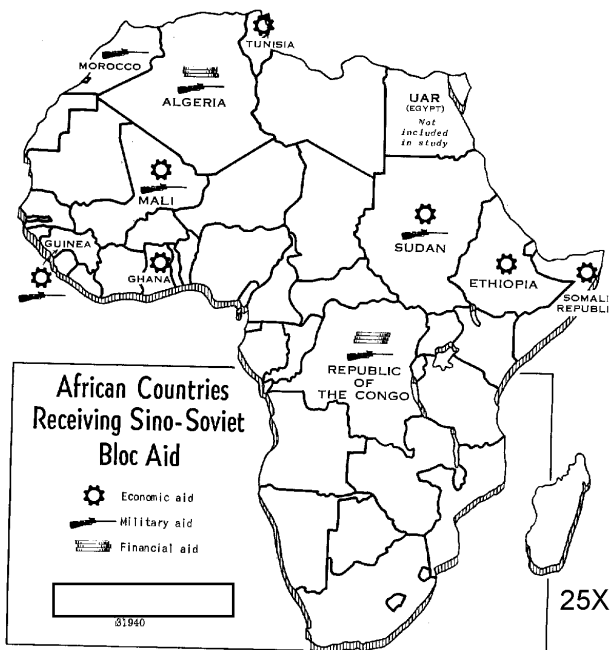 TUNISIA
MOROCCO
ALGERIA
UAR
(EGYPT)
Not
included
in study
MALI
SUDAN
GUINEA
GHANA
ETHIOPIA
SOMALI
REPUBLI
REPUBLIC
OF
THE CONGO
African Countries
Receiving Sino-Soviet
Bloc Aid
Economic aid
Military aid
Financial aid
31940
25X